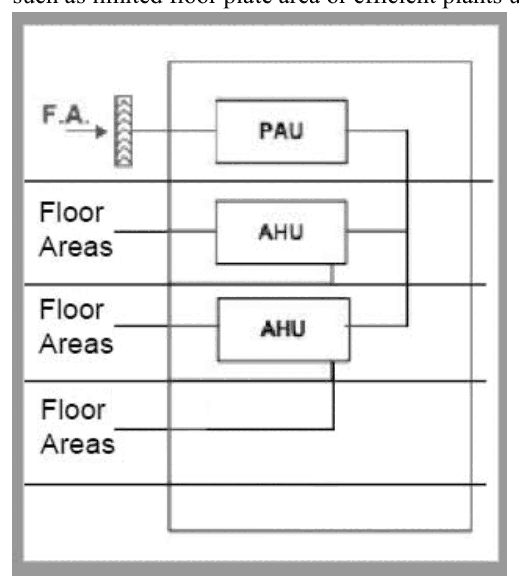 such as limited floor plate area or efficient plants u
F.A.
PAU
Floor
Areas
AHU
Floor
Areas
AHU
Floor
Areas